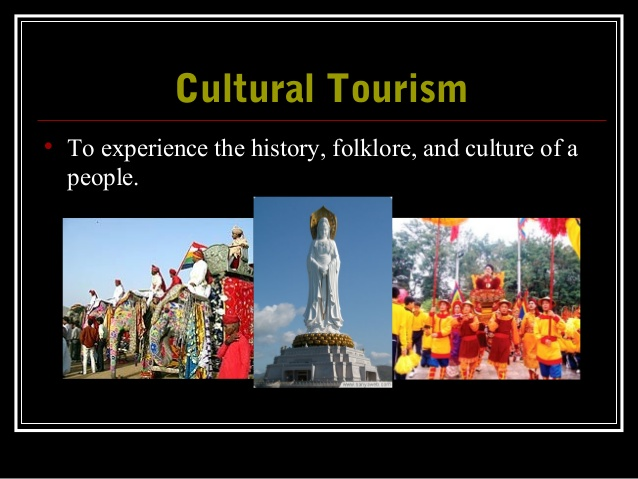 Cultural Tourism
• To experience the history, folklore, and culture of a
people.